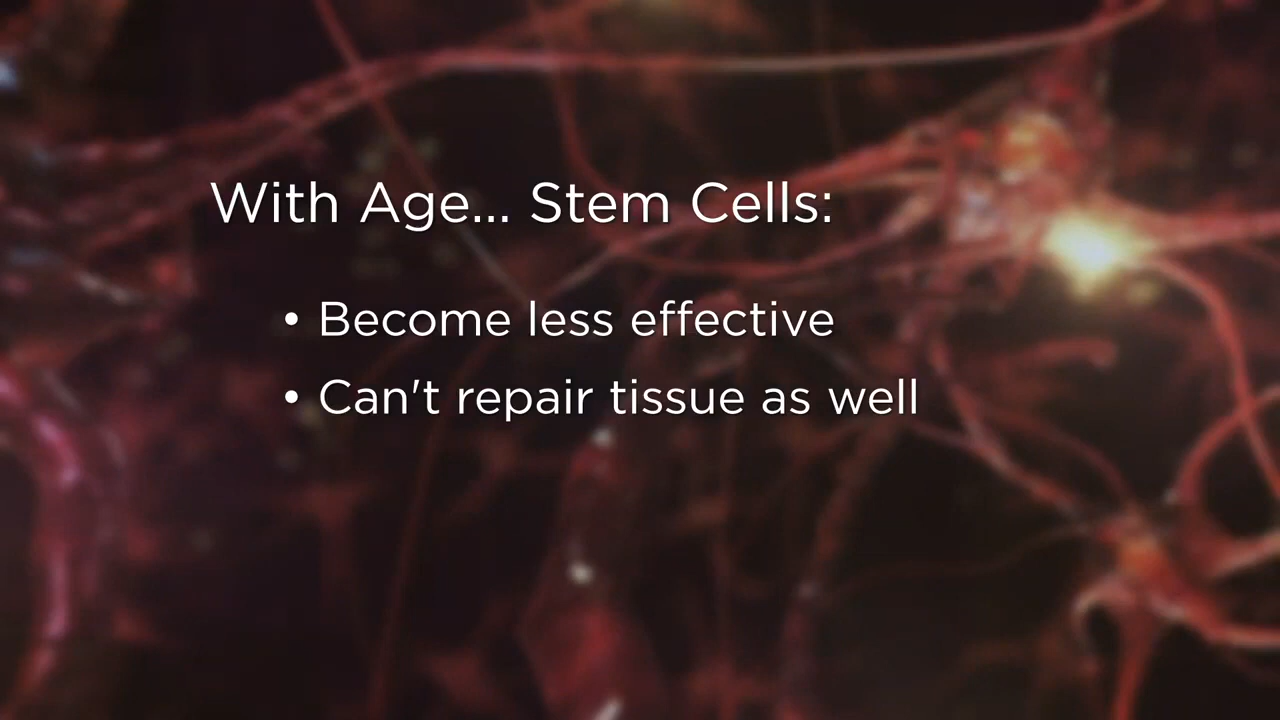 With Age... Stem Cells:
• Become less effective
• Can't repair tissue as well